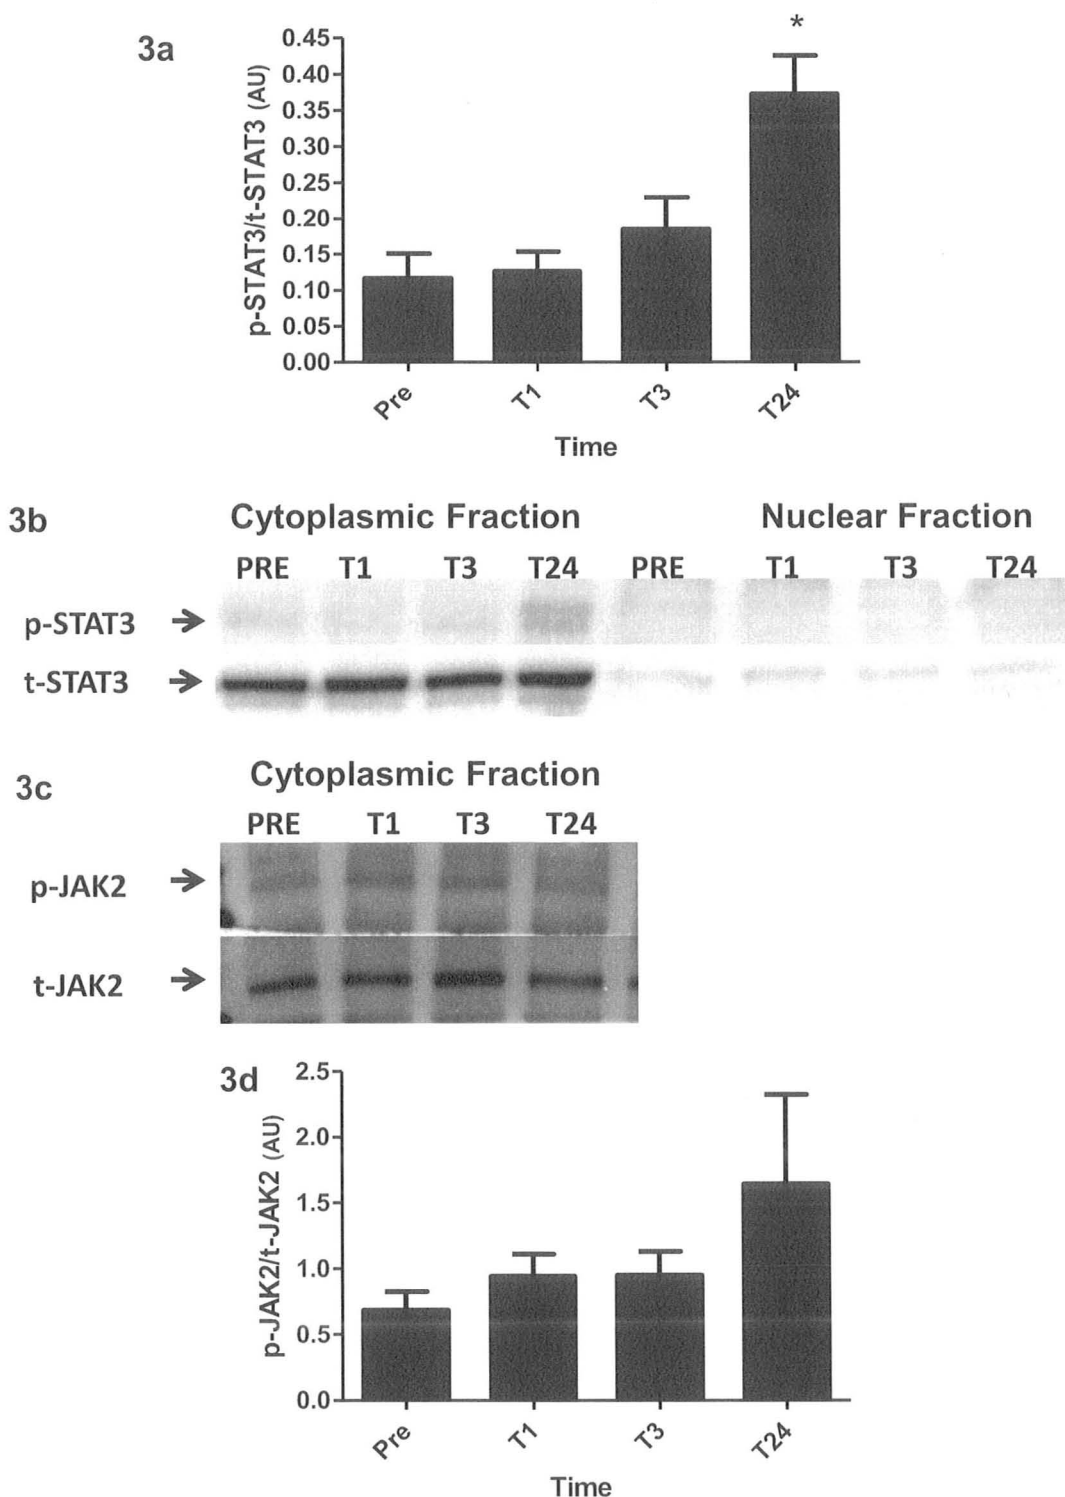 3a
*
p-STAT3/t-STAT3 (AU)
0.45
0.40
0.35
0.30
0.25
0.20
0.15
0.10
0.05
0.00
Pre T1 T3 T24
Time
3b
Cytoplasmic Fraction Nuclear Fraction
PRE T1 T3 T24 PRE T1 T3 T24
p-STAT3
t-STAT3
3c
Cytoplasmic Fraction
PRE T1 T3 T24
p-JAK2
t-JAK2
3d
p-JAK2/t-JAK2 (AU)
2.5
2.0
1.5
1.0
0.5
0.0
Pre T1 T3 T24
Time